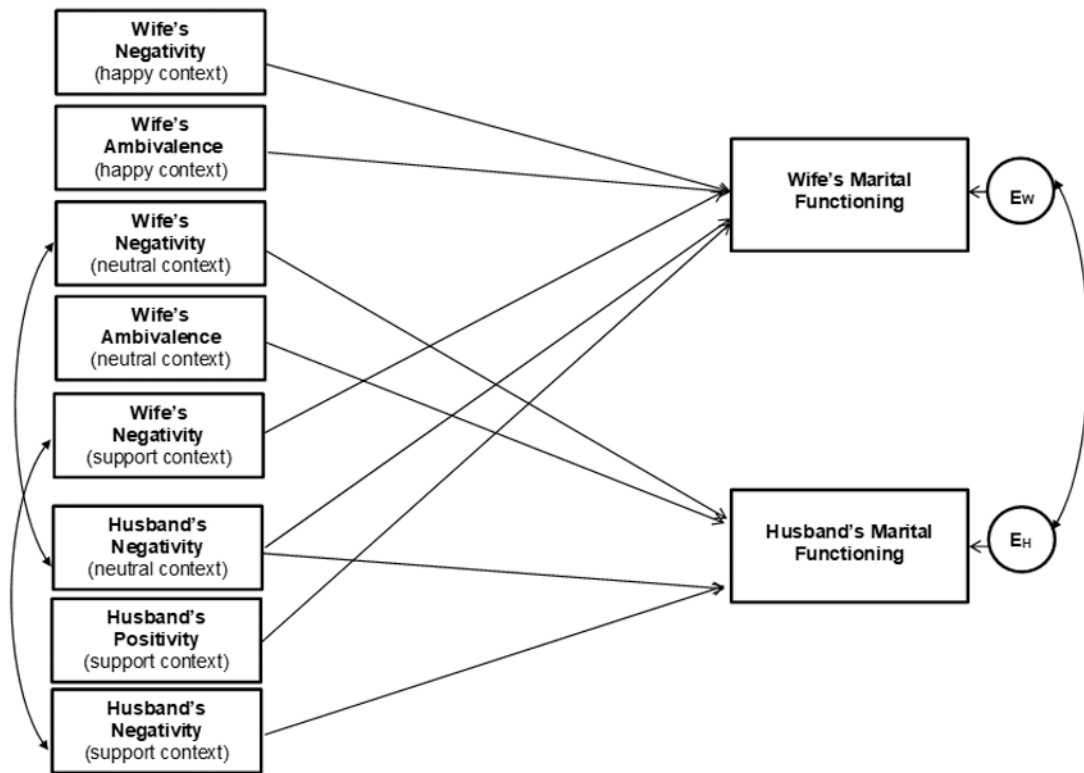 Wife's
Negativity
(happy context)
Wife's
Ambivalence
(happy context)
Wife's
Negativity
(neutral context)
Wife's
Ambivalence
(neutral context)
Wife's
Negativity
(support context)
Husband's
Negativity
(neutral context)
Husband's
Positivity
(support context)
Husband's
Negativity
(support context)
Wife's Marital
Functioning
EW
Husband's Marital
Functioning
EH